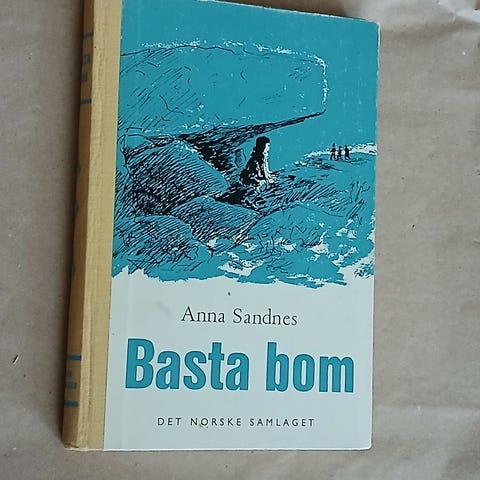 Anna Sandnes
Basta bom
DET NORSKE SAMLAGET